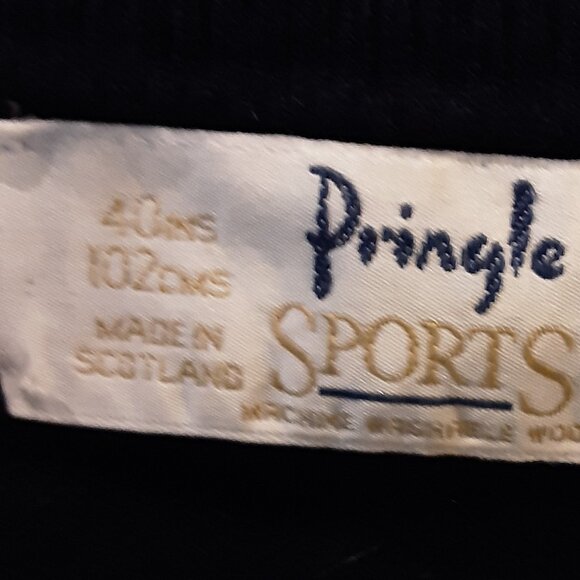 40INS
102CMS
MADE IN
SCOTLAND
Pringle
SPORTS
MACHINE WASHABLE